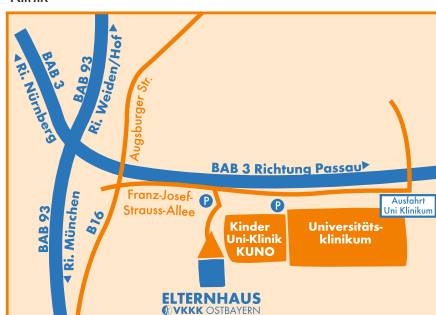 Klinik
BAB 3
Ri. Nürnberg
BAB 93
Ri. Weiden/Hof
Augsburger Str.
BAB 3 Richtung Passau
Franz-Josef-
Strauss-Allee
P
P
Ausfahrt
Uni Klinikum
B16
BAB 93
Ri. München
Kinder
Uni-Klinik
KUNO
Universitäts-
klinikum
ELTERNHAUS
VKKK OSTBAYERN